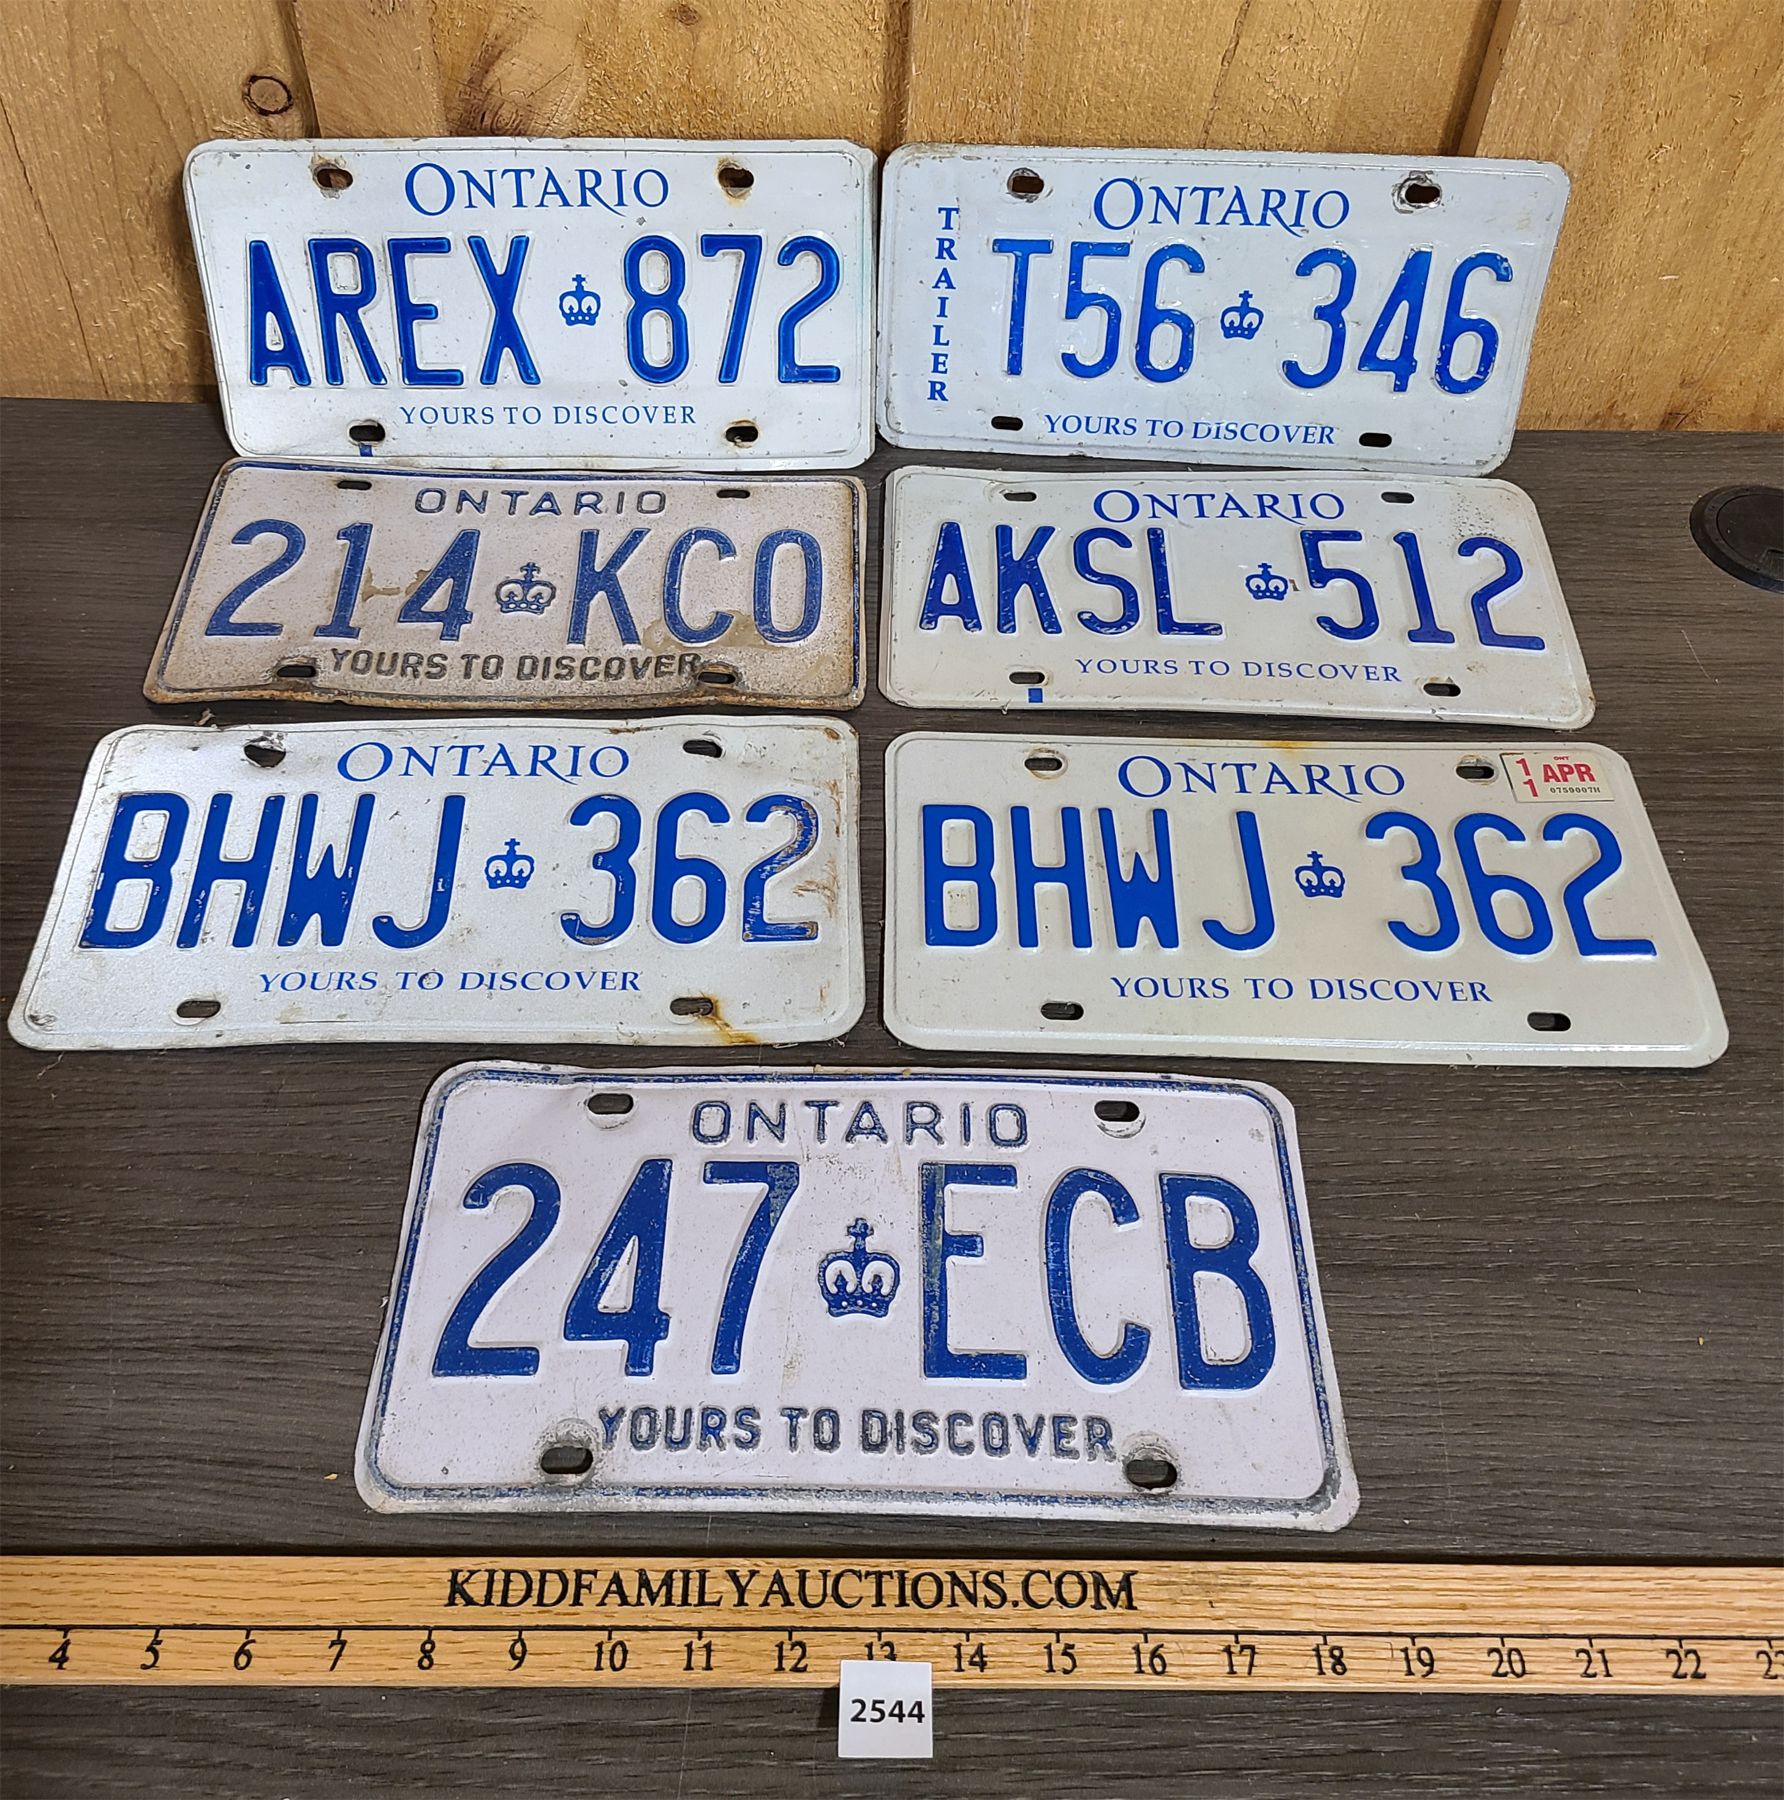 ONTARIO
AREX 872
YOURS TO DISCOVER
TRAILER
ONTARIO
T56 346
YOURS TO DISCOVER
ONTARIO
214 KCO
YOURS TO DISCOVER
ONTARIO
AKSL 512
YOURS TO DISCOVER
ONTARIO
BHWJ 362
YOURS TO DISCOVER
ONTARIO
11 ONT APR
0759007H
BHWJ 362
YOURS TO DISCOVER
ONTARIO
247 ECB
YOURS TO DISCOVER
KIDDFAMILYAUCTIONS.COM
4 5 6 7 8 9 10 11 12 13 14 15 16 17 18 19 20 21 22 23
2544